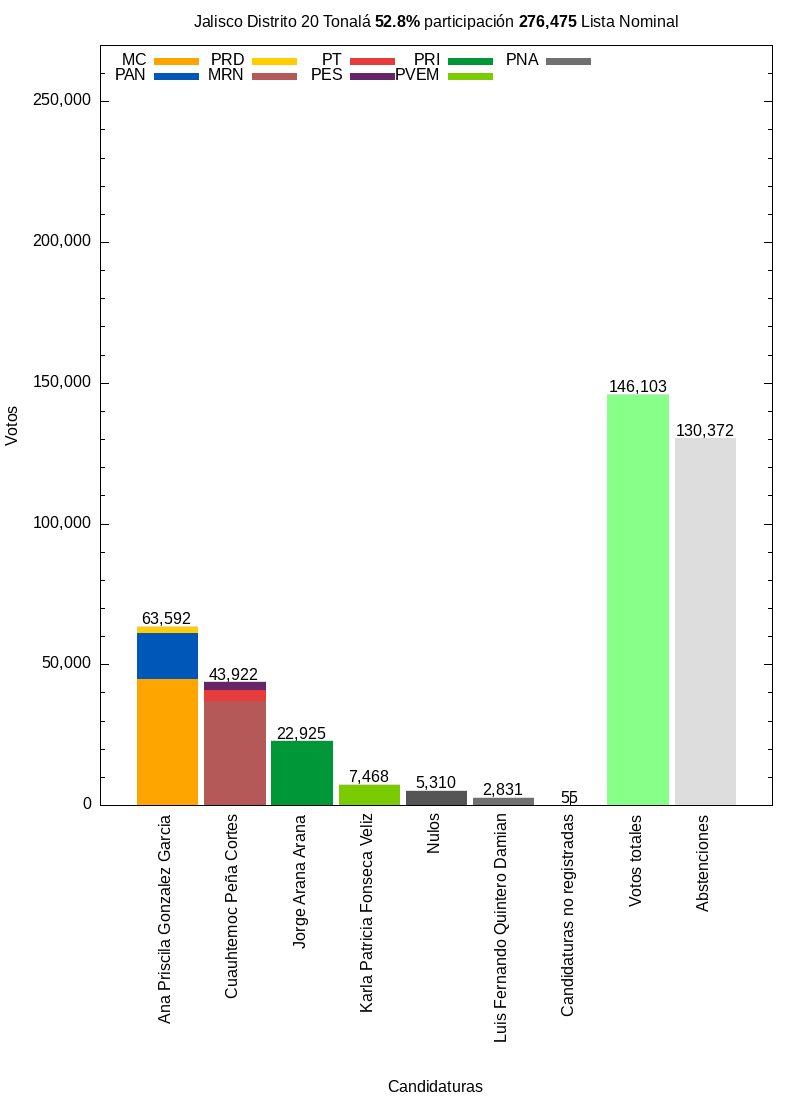 Jalisco Distrito 20 Tonalá 52.8% participación 276,475 Lista Nominal
MC PRD PT PRI PNA
PAN MRN PES PVEM
250,000
200,000
150,000
100,000
50,000
0
Votos
63,592
43,922
22,925
7,468
5,310
2,831
55
146,103
130,372
Ana Priscila Gonzalez Garcia
Cuauhtemoc Peña Cortes
Jorge Arana Arana
Karla Patricia Fonseca Veliz
Nulos
Luis Fernando Quintero Damian
Candidaturas no registradas
Votos totales
Abstenciones
Candidaturas